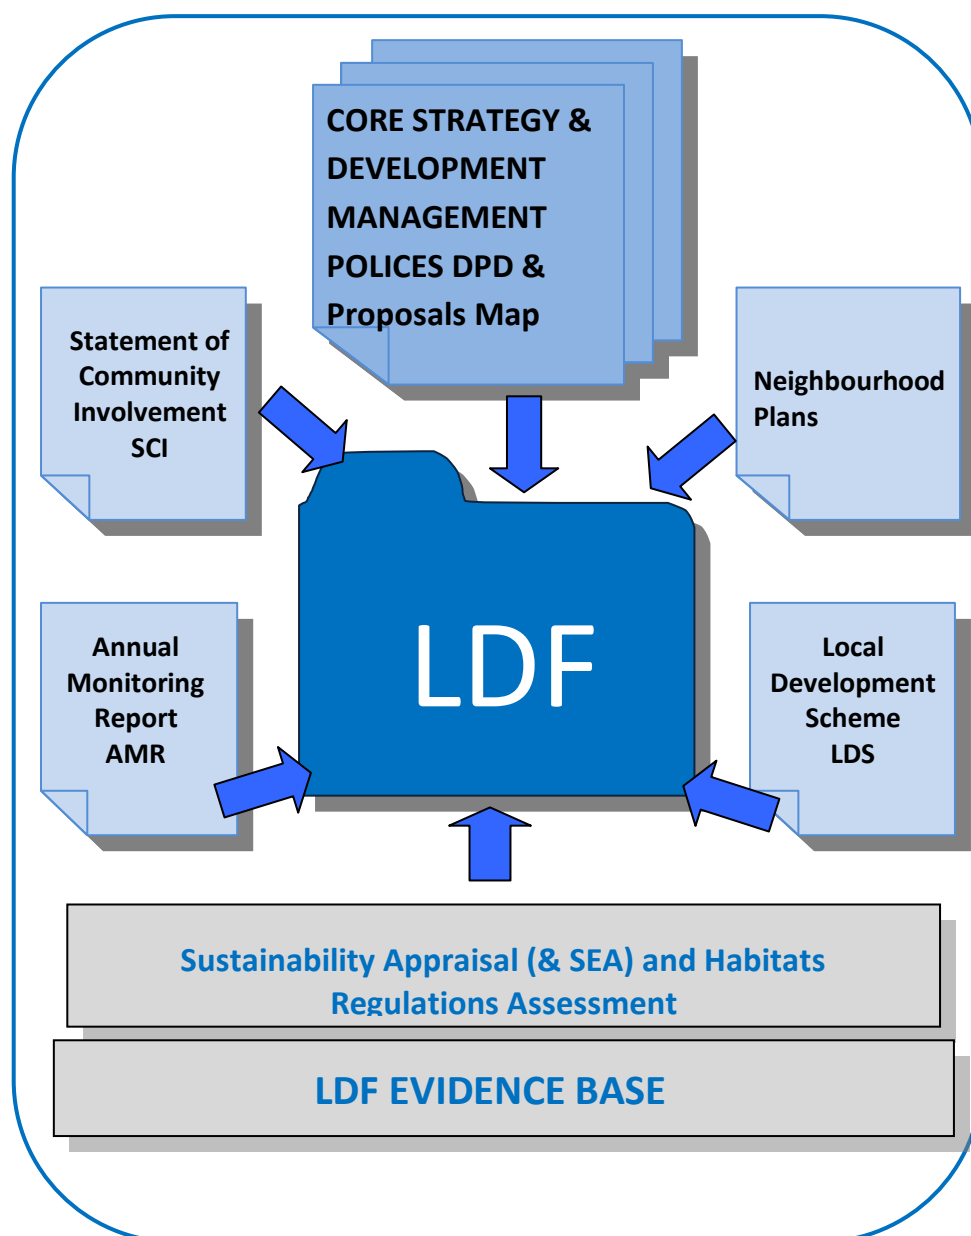 CORE STRATEGY &
DEVELOPMENT
MANAGEMENT
POLICES DPD &
Proposals Map
Statement of
Community
Involvement
SCI
Neighbourhood
Plans
LDF
Annual
Monitoring
Report
AMR
Local
Development
Scheme
LDS
Sustainability Appraisal (& SEA) and Habitats
Regulations Assessment
LDF EVIDENCE BASE